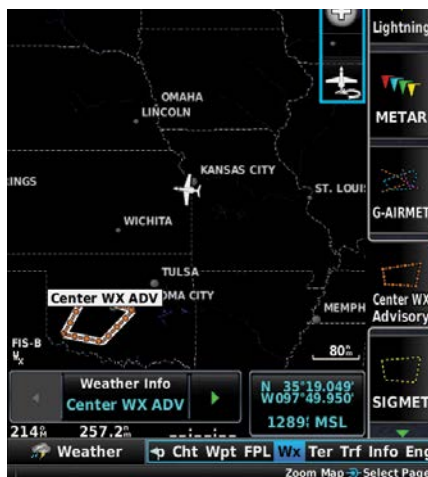 Lightning
OMAHA
LINCOLN
METAR
KANSAS CITY
INGS
ST. LOUI
G-AIRMET
WICHITA
TULSA
Center WX ADV
OMA CITY
MEMPH
Center WX
Advisory
FIS-B
80
Weather Info
Center WX ADV
N 35°19.049'
W097°49.950'
1289 MSL
SIGMET
214 257.2
Weather
Cht Wpt FPL Wx Ter Trf Info Eng
Zoom Map Select Page